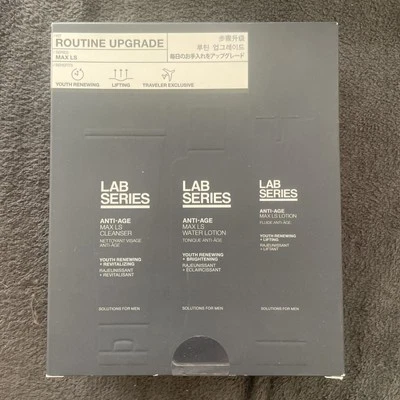 ROUTINE UPGRADE
MAX LS
步驟升級
루틴 업그레이드
毎日のお手入れをアップグレード
YOUTH RENEWING
LIFTING
TRAVELER EXCLUSIVE
LAB
SERIES
ANTI-AGE
MAX LS
CLEANSER
NETTOYANT VISAGE
ANTI-ÂGE
YOUTH RENEWING
+ REVITALIZING
RAJEUNISSANT
+ REVITALISANT
SOLUTIONS FOR MEN
LAB
SERIES
ANTI-AGE
MAX LS
WATER LOTION
TONIQUE ANTI-ÂGE
YOUTH RENEWING
+ BRIGHTENING
RAJEUNISSANT
+ ÉCLAIRCISSANT
SOLUTIONS FOR MEN
LAB
SERIES
ANTI-AGE
MAX LS LOTION
FLUIDE ANTI-ÂGE
YOUTH RENEWING
+ LIFTING
RAJEUNISSANT
+ LIFTANT
SOLUTIONS FOR MEN